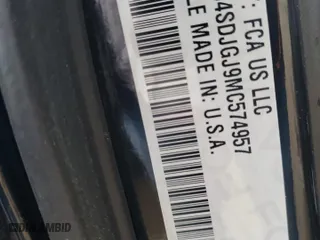 : FCA US LLC
4SDJGJ9MC574957
LE MADE IN: U.S.A.